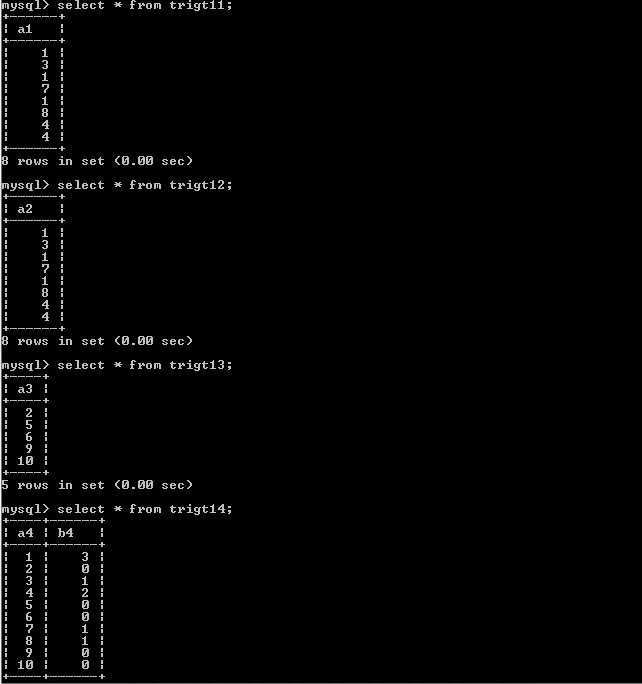 mysql> select * from trigt11;
+------+
| a1   |
+------+
|    1 |
|    3 |
|    1 |
|    7 |
|    1 |
|    8 |
|    4 |
|    4 |
+------+
8 rows in set (0.00 sec)
mysql> select * from trigt12;
+------+
| a2   |
+------+
|    1 |
|    3 |
|    1 |
|    7 |
|    1 |
|    8 |
|    4 |
|    4 |
+------+
8 rows in set (0.00 sec)
mysql> select * from trigt13;
+----+
| a3 |
+----+
|  2 |
|  5 |
|  6 |
|  9 |
| 10 |
+----+
5 rows in set (0.00 sec)
mysql> select * from trigt14;
+----+------+
| a4 | b4   |
+----+------+
|  1 |    3 |
|  2 |    0 |
|  3 |    1 |
|  4 |    2 |
|  5 |    0 |
|  6 |    0 |
|  7 |    1 |
|  8 |    1 |
|  9 |    0 |
| 10 |    0 |
+----+------+